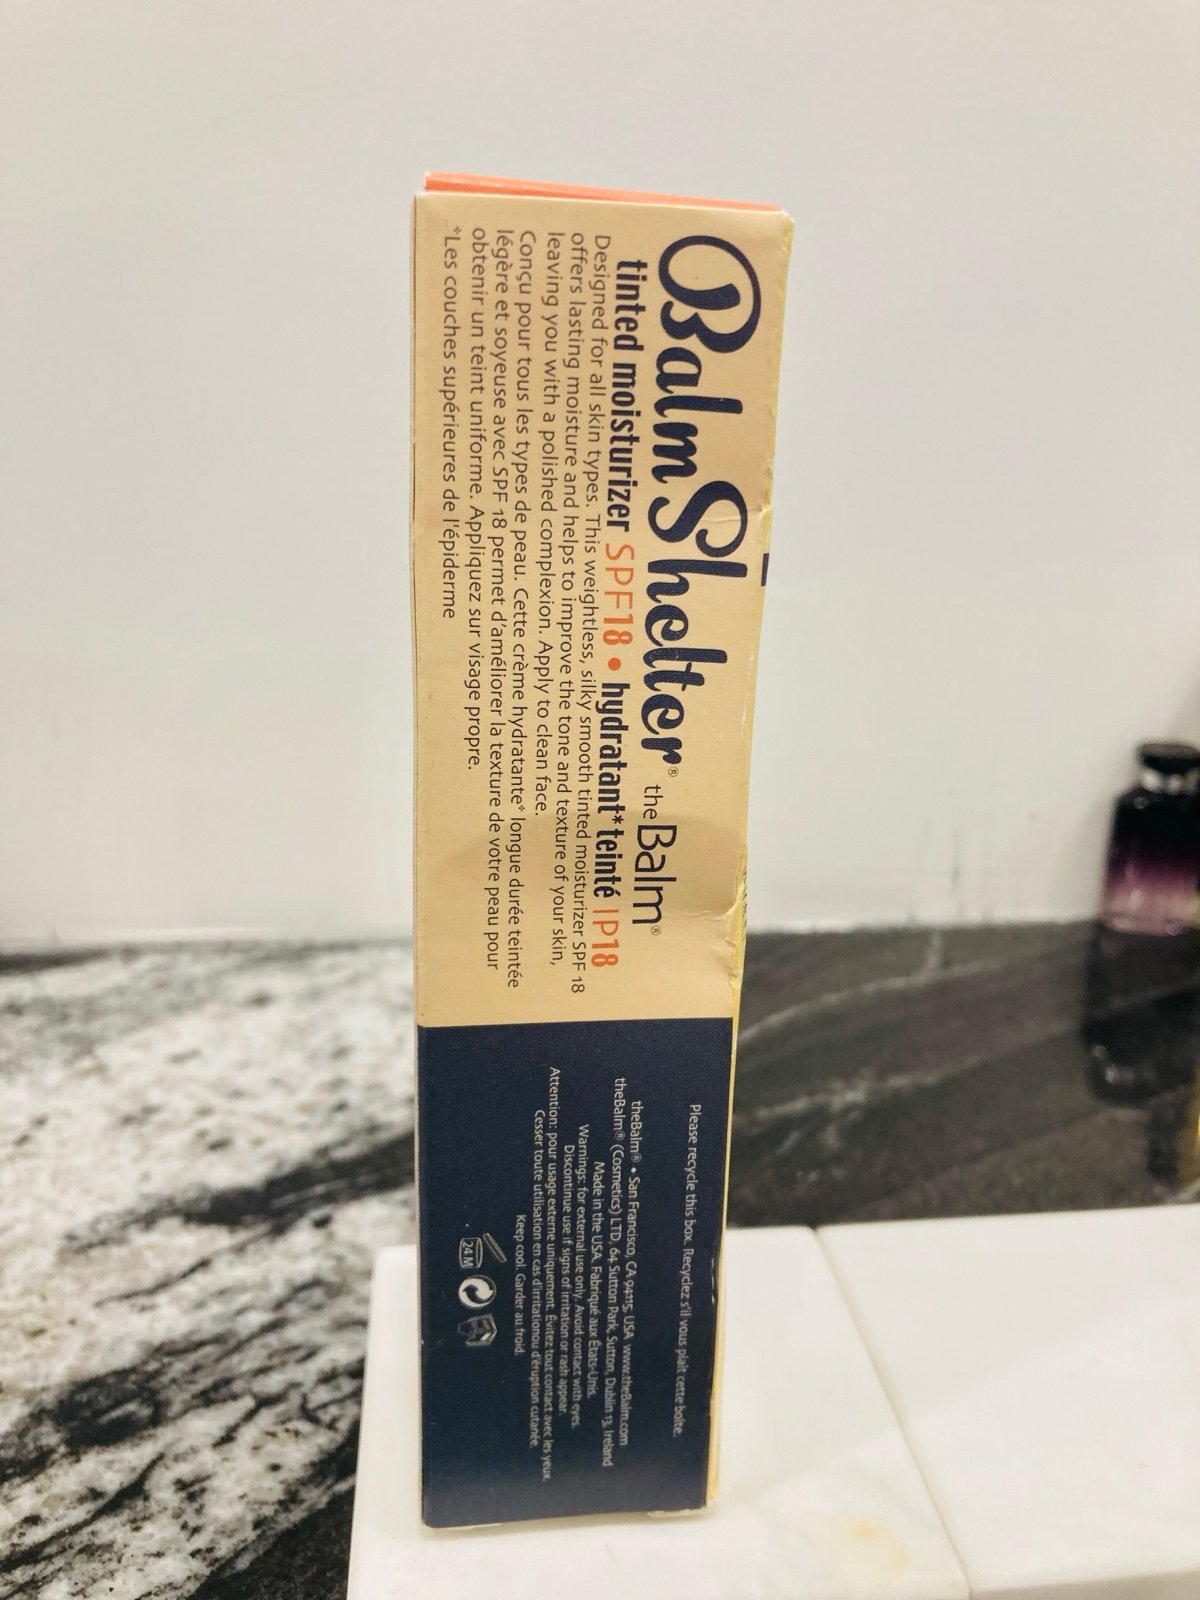 BalmShelter® theBalm®
tinted moisturizer SPF18 • hydratant* teinté IP18
Designed for all skin types. This weightless, silky smooth tinted moisturizer SPF 18
offers lasting moisture and helps to improve the tone and texture of your skin,
leaving you with a polished complexion. Apply to clean face.
Conçu pour tous les types de peau. Cette crème hydratante* longue durée teintée
légère et soyeuse avec SPF 18 permet d'améliorer la texture de votre peau pour
obtenir un teint uniforme. Appliquez sur visage propre.
*Les couches supérieures de l'épiderme
Please recycle this box. Recyclez s'il vous plaît cette boîte.
theBalm® • San Francisco, CA 94115, USA www.theBalm.com
theBalm® (Cosmetics) LTD, 64 Sutton Park, Sutton, Dublin 13, Ireland
Made in the USA. Fabriqué aux États-Unis.
Warnings: for external use only. Avoid contact with eyes.
Discontinue use if signs of irritation or rash appear.
Attention: pour usage externe uniquement. Évitez tout contact avec les yeux.
Cesser toute utilisation en cas d'irritationou d'éruption cutanée.
Keep cool. Garder au froid.
24M